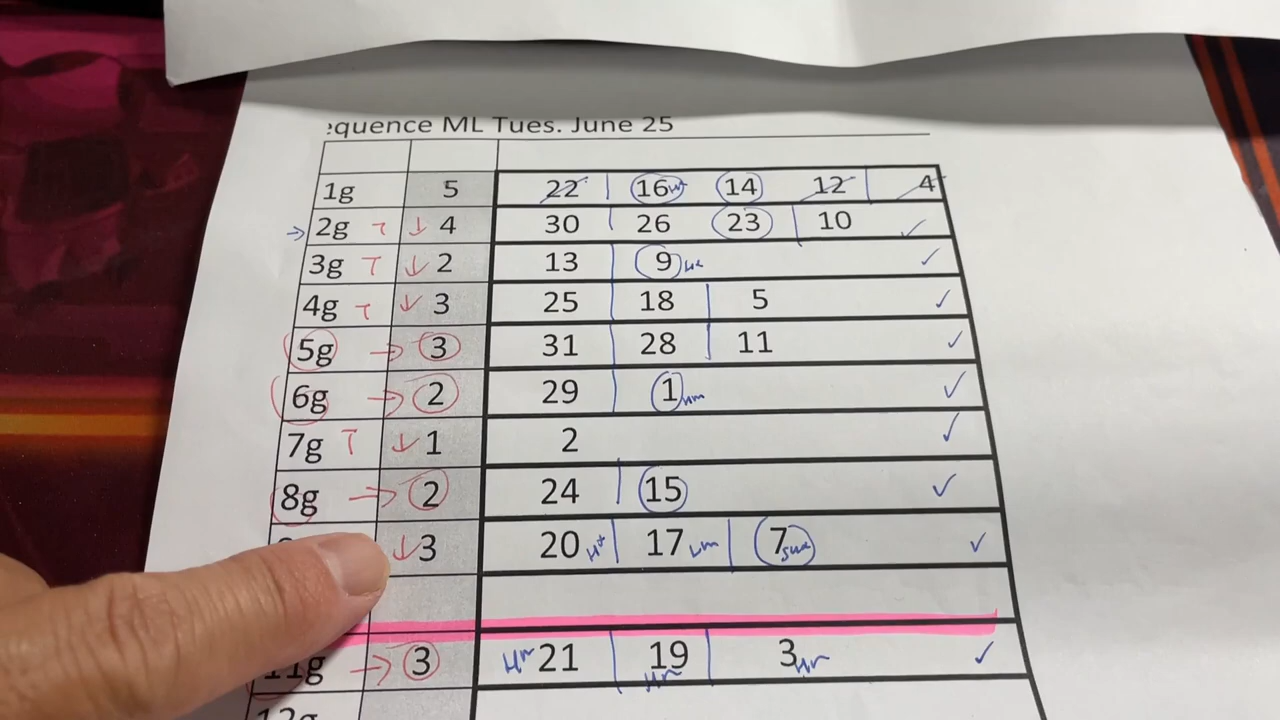 equence ML Tues. June 25
1g 5 22 16 14 12 4
2g T ↓ 4 30 26 23 10 ✓
3g T ↓ 2 13 9 ✓
4g T ↓ 3 25 18 5 ✓
5g → 3 31 28 11 ✓
6g → 2 29 1 ✓
7g T ↓ 1 2 ✓
8g → 2 24 15 ✓
↓ 3 20 17 7 ✓
11g → 3 21 19 3 Hr ✓
12g